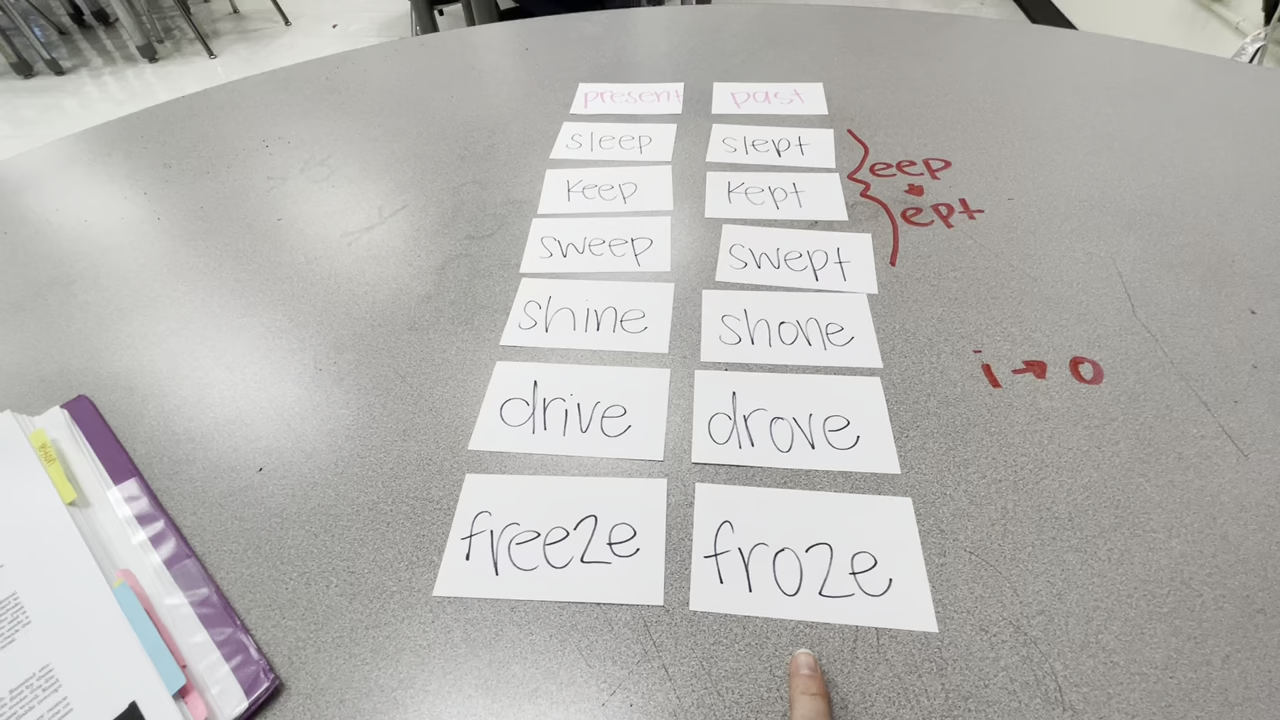 present past
sleep slept
keep kept
sweep swept
eep
ept
shine shone
i → o
drive drove
freeze froze